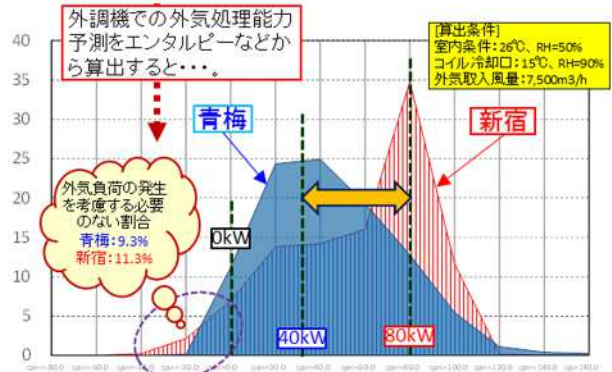 外調機での外気処理能力
予測をエンタルピーなどか
ら算出すると・・・。
[算出条件]
室内条件：26℃、RH=50%
コイル冷却口：15℃、RH=90%
外気取入風量：7,500m3/h
40
35
30
25
20
15
10
5
0
青梅
新宿
外気負荷の発生
を考慮する必要
のない割合
青梅：9.3%
新宿：11.3%
0kW
40kW
80kW